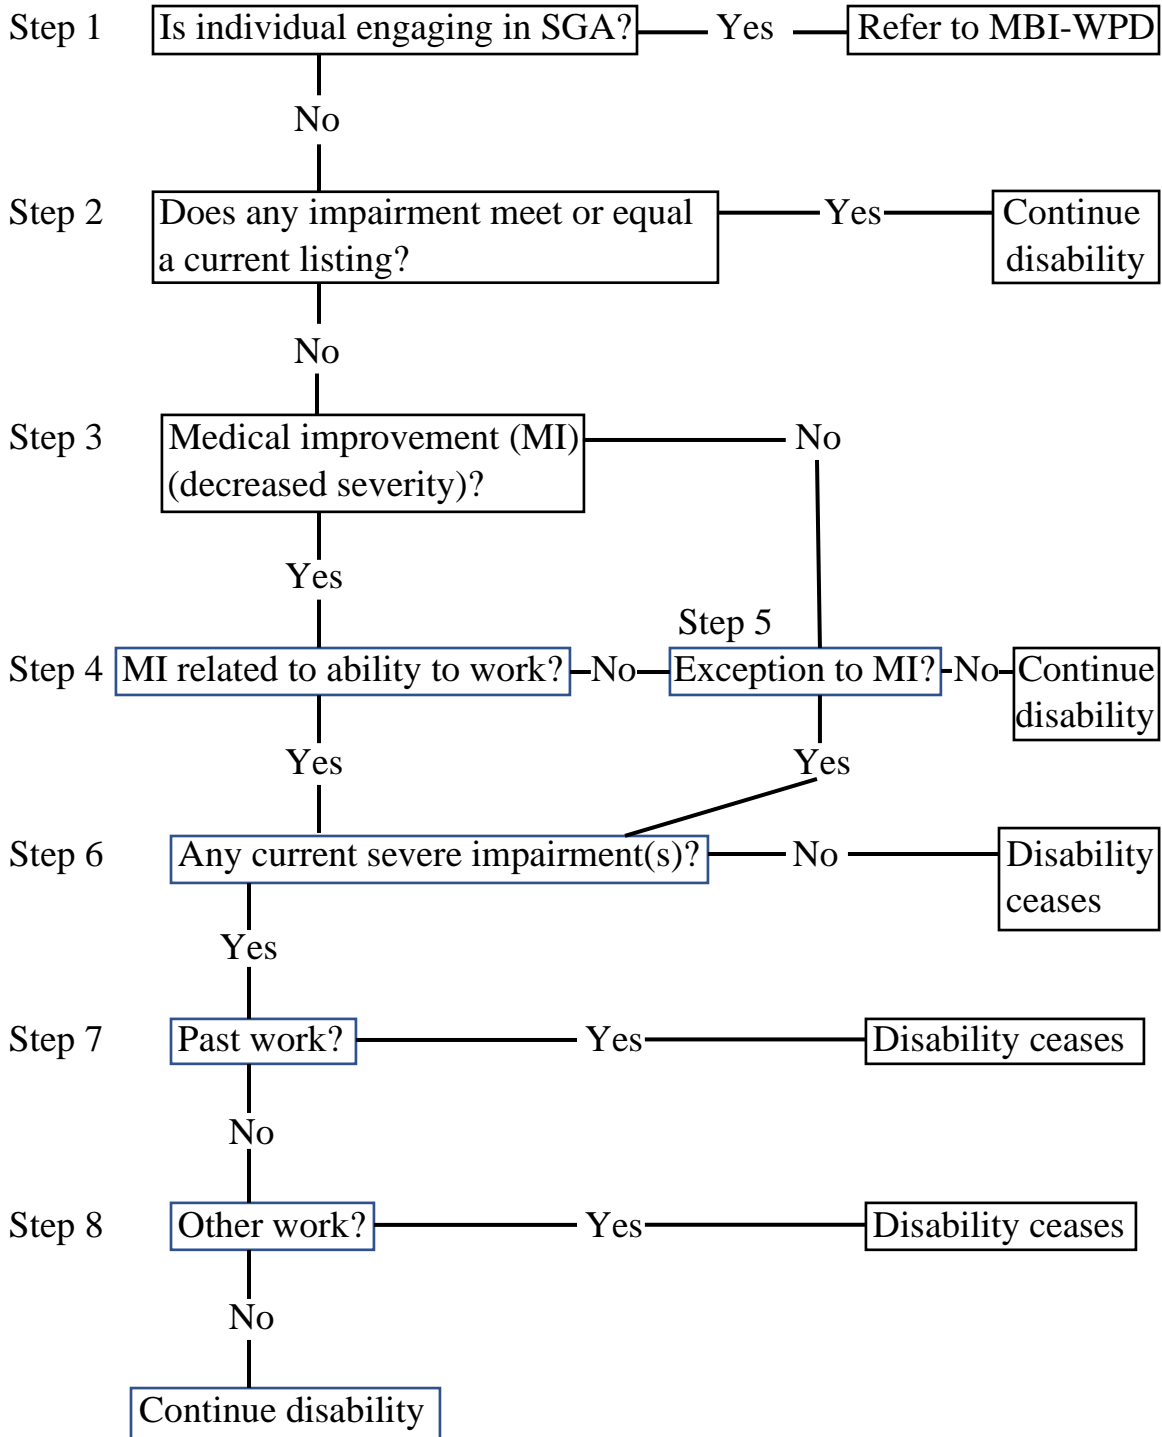 Step 1 Is individual engaging in SGA? Yes Refer to MBI-WPD
No
Step 2 Does any impairment meet or equal Yes Continue
a current listing? disability
No
Step 3 Medical improvement (MI) No
(decreased severity)?
Yes
Step 5
Step 4 MI related to ability to work? No Exception to MI? No Continue
disability
Yes Yes
Step 6 Any current severe impairment(s)? No Disability
ceases
Yes
Step 7 Past work? Yes Disability ceases
No
Step 8 Other work? Yes Disability ceases
No
Continue disability